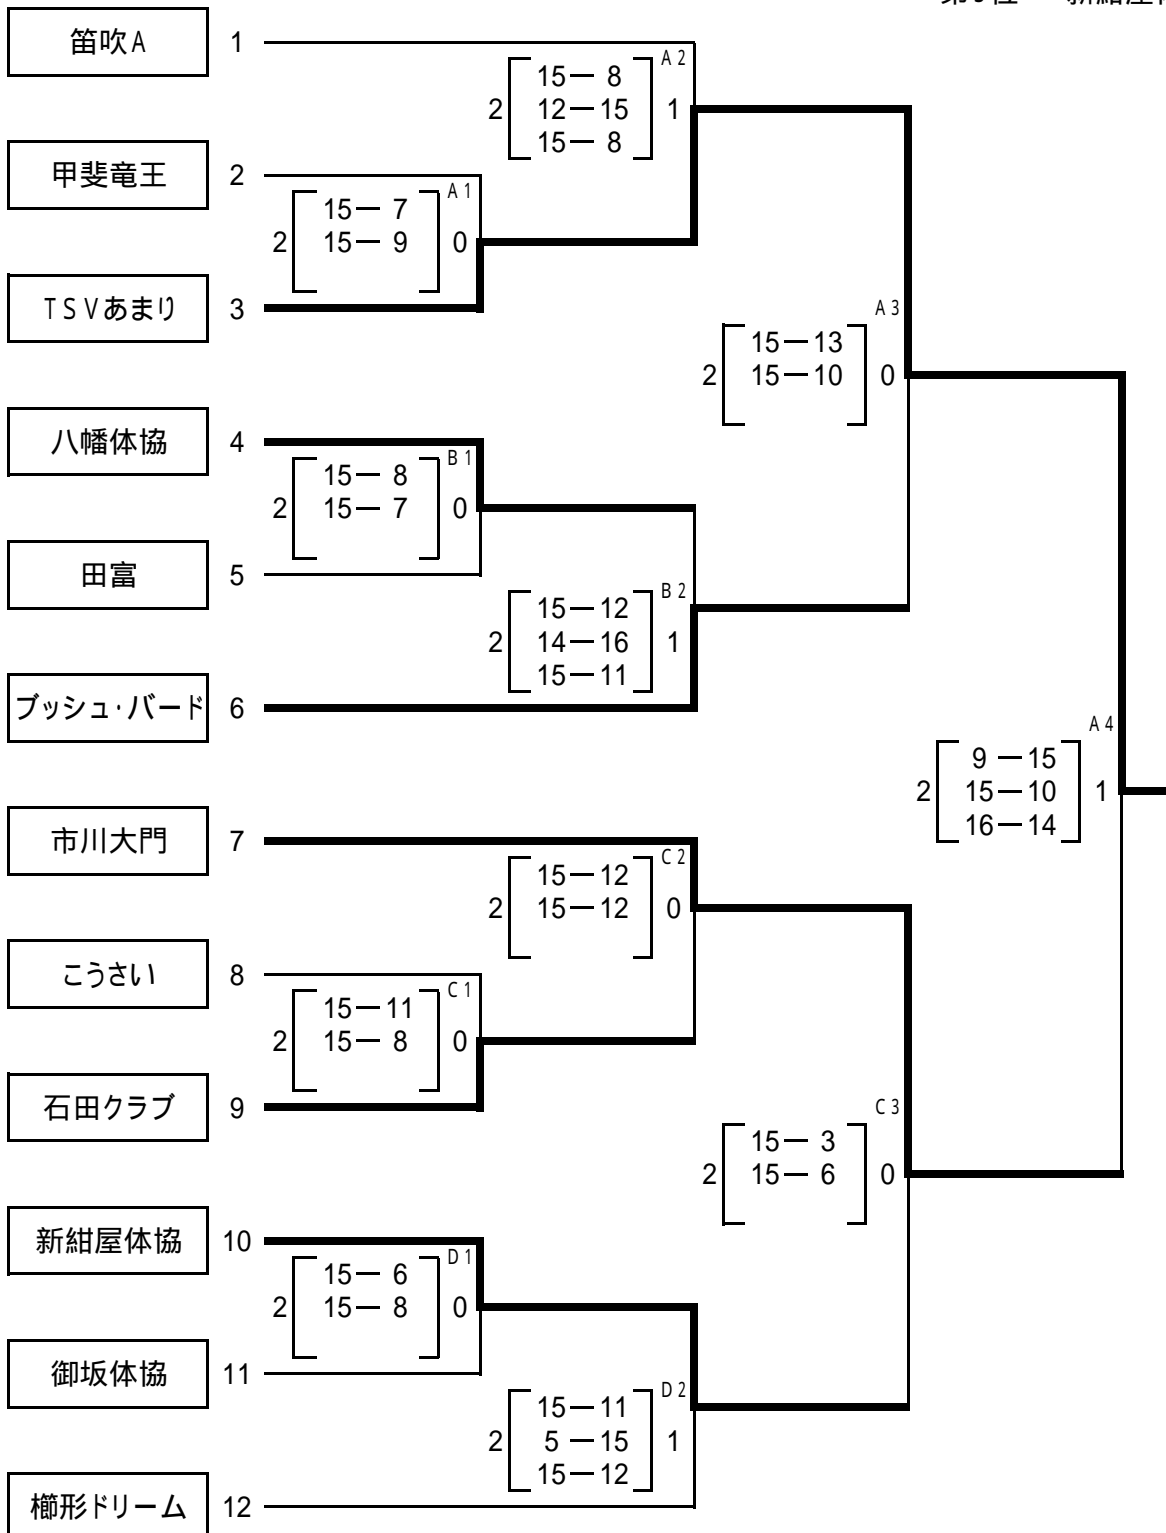 笛吹A 1
A2
15— 8
2 12—15 1
15— 8
甲斐竜王 2
A1
15— 7
2 15— 9 0
TSVあまり 3
A3
15—13
2 15—10 0
八幡体協 4
B1
15— 8
2 15— 7 0
田富 5
B2
15—12
2 14—16 1
15—11
ブッシュ・バード 6
A4
9 —15
2 15—10 1
16—14
市川大門 7
C2
15—12
2 15—12 0
こうさい 8
C1
15—11
2 15— 8 0
石田クラブ 9
C3
15— 3
2 15— 6 0
新紺屋体協 10
D1
15— 6
2 15— 8 0
御坂体協 11
D2
15—11
2 5 —15 1
15—12
櫛形ドリーム 12